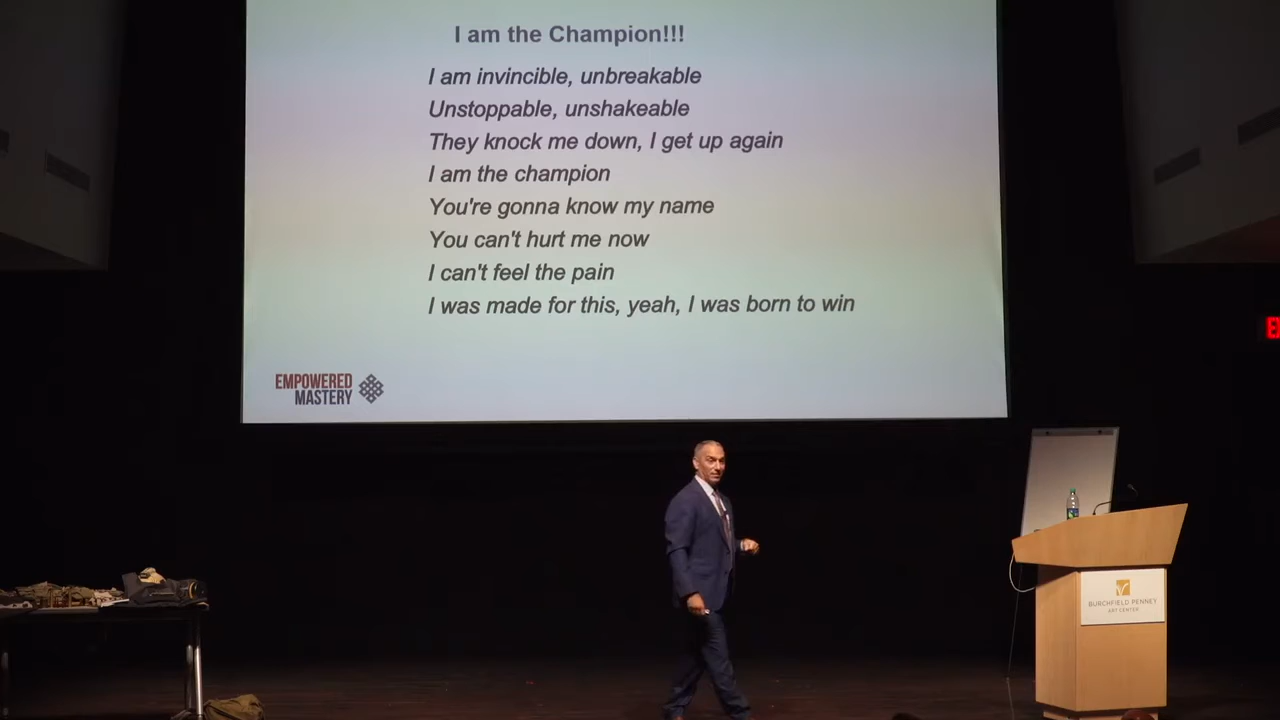 I am the Champion!!!
I am invincible, unbreakable
Unstoppable, unshakeable
They knock me down, I get up again
I am the champion
You're gonna know my name
You can't hurt me now
I can't feel the pain
I was made for this, yeah, I was born to win
EMPOWERED
MASTERY
BURCHFIELD PENNEY
ART CENTER